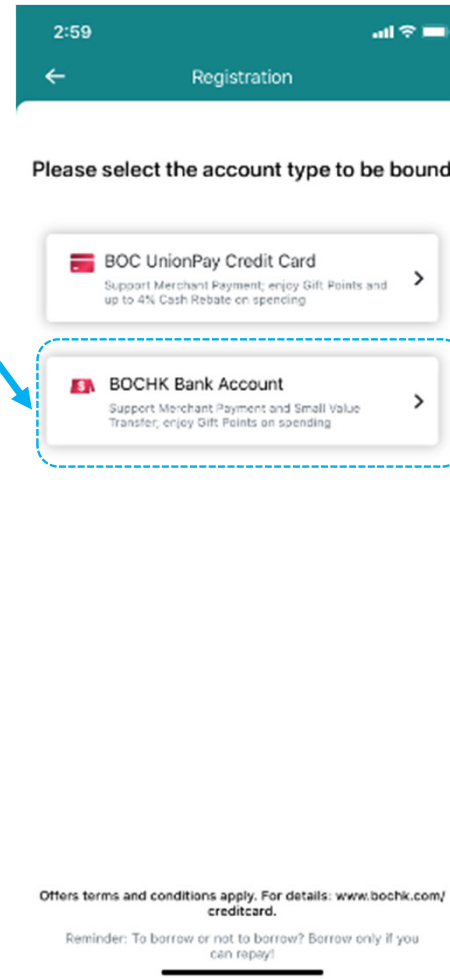 2:59
Registration
Please select the account type to be bound
BOC UnionPay Credit Card
Support Merchant Payment; enjoy Gift Points and
up to 4% Cash Rebate on spending
BOCHK Bank Account
Support Merchant Payment and Small Value
Transfer; enjoy Gift Points on spending
Offers terms and conditions apply. For details: www.bochk.com/
creditcard.
Reminder: To borrow or not to borrow? Borrow only if you
can repay!